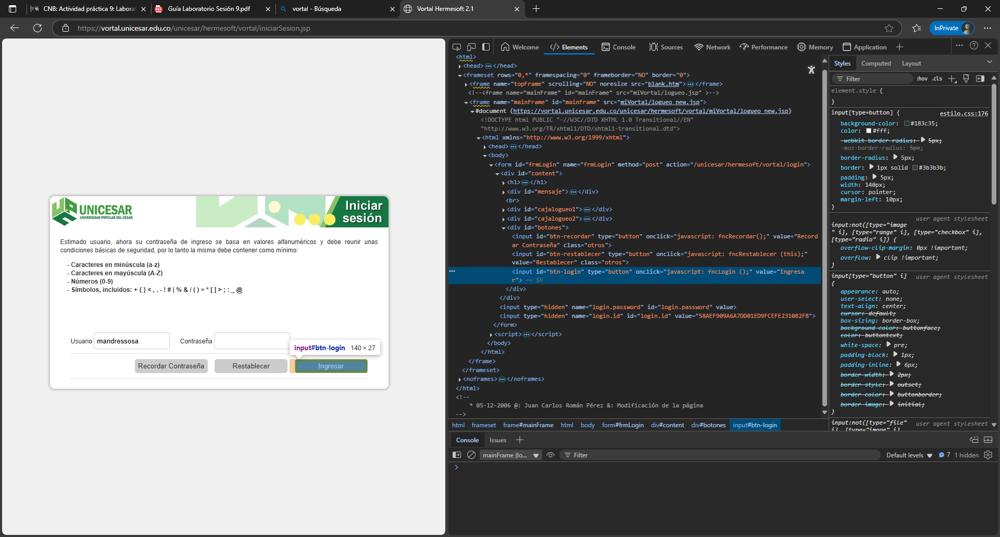 CNB: Actividad práctica 9: Laborat
Guía Laboratorio Sesión 9.pdf
vortal - Búsqueda
Vortal Hermesoft 2.1
https://vortal.unicesar.edu.co/unicesar/hermesoft/vortal/iniciarSesion.jsp
InPrivate
UNICESAR
UNIVERSIDAD POPULAR DEL CESAR
Iniciar
sesión
Estimado usuario, ahora su contraseña de ingreso se basa en valores alfanuméricos y debe reunir unas
condiciones básicas de seguridad, por lo tanto la misma debe contener como mínimo:
- Caracteres en minúscula (a-z)
- Caracteres en mayúscula (A-Z)
- Números (0-9)
- Símbolos, incluidos: + { } < , . - ! # | % & / ( ) = * [ ] > ; : _ @
Usuario mandressosa Contraseña
input#btn-login 140 × 27
Recordar Contraseña Restablecer Ingresar
Welcome Elements Console Sources Network Performance Memory Application
<html>
<head> ••• </head>
<frameset rows="0,*" framespacing="0" frameborder="NO" border="0">
<frame name="topFrame" scrolling="NO" noresize src="blank.htm"> ••• </frame>
<!--<frame name="mainFrame" id="mainFrame" src="miVortal/logueo.jsp" >-->
<frame name="mainFrame" id="mainFrame" src="miVortal/logueo_new.jsp">
#document (https://vortal.unicesar.edu.co/unicesar/hermesoft/vortal/miVortal/logueo_new.jsp)
<!DOCTYPE html PUBLIC "-//W3C//DTD XHTML 1.0 Transitional//EN"
"http://www.w3.org/TR/xhtml1/DTD/xhtml1-transitional.dtd">
<html xmlns="http://www.w3.org/1999/xhtml">
<head> ••• </head>
<body>
<form id="frmLogin" name="frmLogin" method="post" action="/unicesar/hermesoft/vortal/login">
<div id="content">
<h1> ••• </h1>
<div id="mensaje"> ••• </div>
<br>
<div id="cajalogueo1"> ••• </div>
<div id="cajalogueo2"> ••• </div>
<div id="botones">
<input id="btn-recordar" type="button" onclick="javascript: fncRecordar();" value="Record
ar Contraseña" class="otros">
<input id="btn-restablecer" type="button" onclick="javascript: fncRestablecer (this);"
value="Restablecer" class="otros">
<input id="btn-login" type="button" onclick="javascript: fncLogin ();" value="Ingresa
r"> == $0
</div>
</div>
<input type="hidden" name="login.password" id="login.password" value>
<input type="hidden" name="login.id" id="login.id" value="58AEF909A6A7DD01ED9FCEFE231082FB">
</form>
<script> ••• </script>
</body>
</html>
</frame>
</frameset>
<noframes> ••• </noframes>
</html>
<!--
* 05-12-2006 @: Juan Carlos Román Pérez &: Modificación de la página
-->
html frameset frame#mainFrame html body form#frmLogin div#content div#botones input#btn-login
Styles Computed Layout
Filter :hov .cls
element.style {
}
input[type=button] { estilo.css:176
background-color: #183c35;
color: #fff;
-webkit-border-radius: 5px;
-moz-border-radius: 5px;
border-radius: 5px;
border: 1px solid #3b3b3b;
padding: 5px;
width: 140px;
cursor: pointer;
margin-left: 10px;
}
user agent stylesheet
input:not([type="image
" i], [type="range" i], [type="checkbox" i],
[type="radio" i]) {
overflow-clip-margin: 0px !important;
overflow: clip !important;
}
input[type="button" i] user agent stylesheet
{
appearance: auto;
user-select: none;
text-align: center;
cursor: default;
box-sizing: border-box;
background-color: buttonface;
color: buttontext;
white-space: pre;
padding-block: 1px;
padding-inline: 6px;
border-width: 2px;
border-style: outset;
border-color: buttonborder;
border-image: initial;
}
input:not([type="file" user agent stylesheet
i], [type="image" i]
Console Issues
mainFrame (lo... Filter Default levels 7 1 hidden